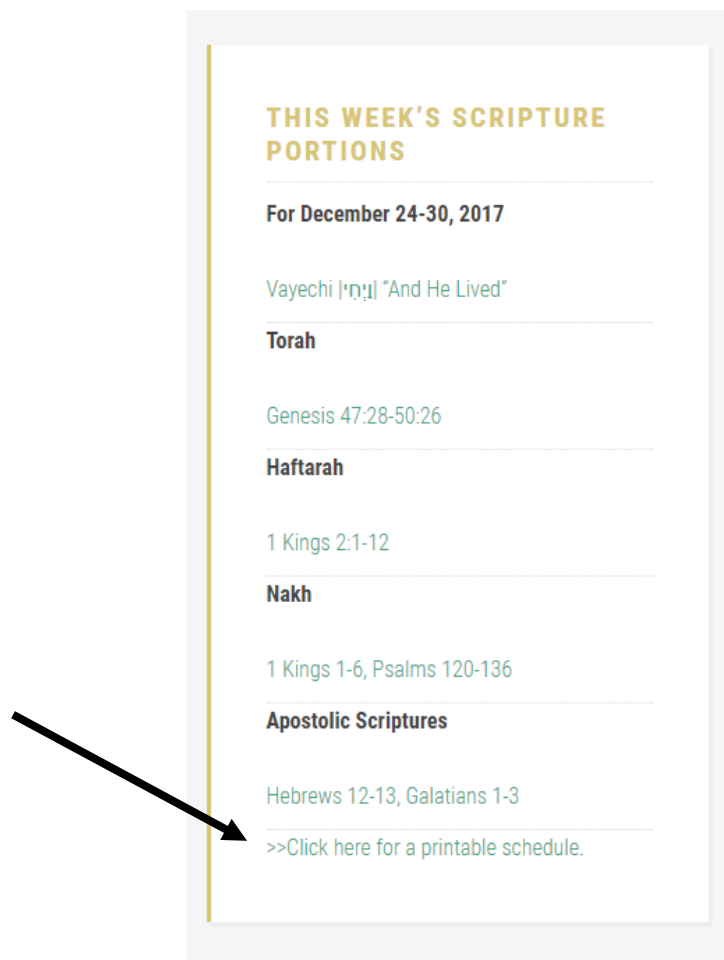 THIS WEEK’S SCRIPTURE
PORTIONS
For December 24-30, 2017
Vayechi |וַיְחִי| “And He Lived”
Torah
Genesis 47:28-50:26
Haftarah
1 Kings 2:1-12
Nakh
1 Kings 1-6, Psalms 120-136
Apostolic Scriptures
Hebrews 12-13, Galatians 1-3
>>Click here for a printable schedule.